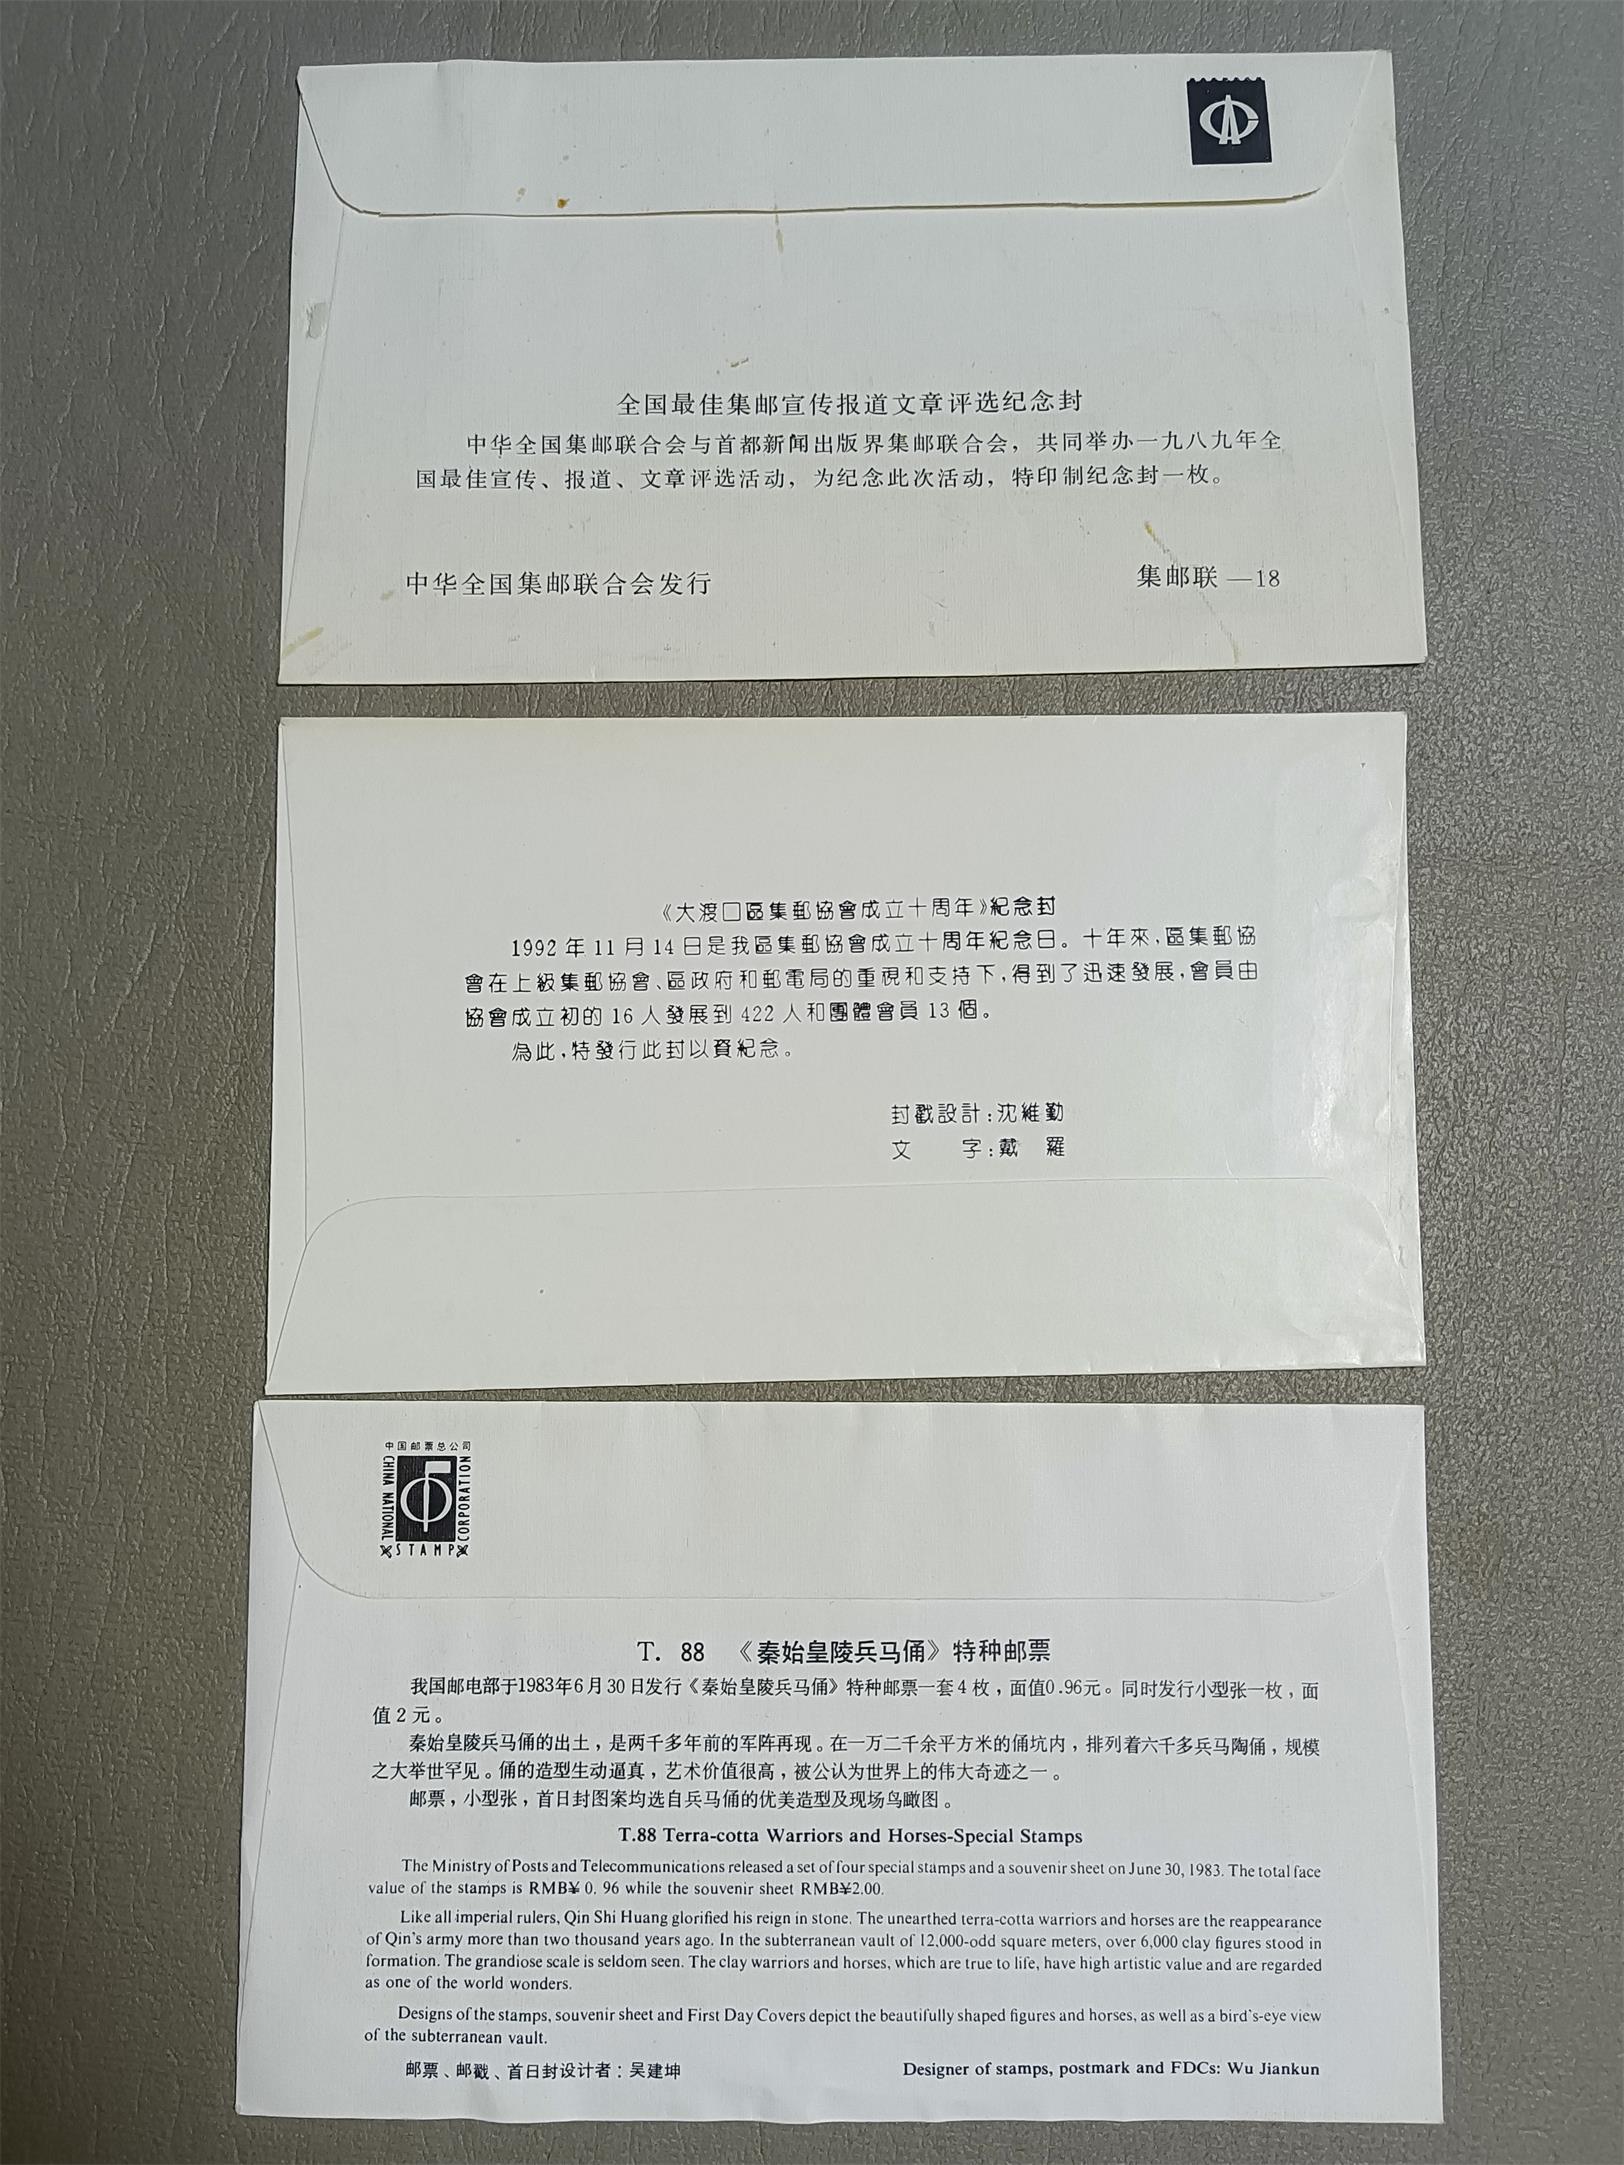 全国最佳集邮宣传报道文章评选纪念封
中华全国集邮联合会与首都新闻出版界集邮联合会，共同举办一九八九年全
国最佳宣传、报道、文章评选活动，为纪念此次活动，特印制纪念封一枚。
中华全国集邮联合会发行
集邮联—18
《大渡口區集郵協會成立十周年》紀念封
1992年11月14日是我區集郵協會成立十周年紀念日。十年來，區集郵協
會在上級集郵協會、區政府和郵電局的重視和支持下，得到了迅速發展，會員由
協會成立初的16人發展到422人和團體會員13個。
為此，特發行此封以資紀念。
封戳設計：沈維勤
文　字：戴　羅
中国邮票总公司
CHINA NATIONAL
STAMP
CORPORATION
T. 88 《秦始皇陵兵马俑》特种邮票
我国邮电部于1983年6月30日发行《秦始皇陵兵马俑》特种邮票一套4枚，面值0.96元。同时发行小型张一枚，面
值2元。
秦始皇陵兵马俑的出土，是两千多年前的军阵再现。在一万二千余平方米的俑坑内，排列着六千多兵马陶俑，规模
之大举世罕见。俑的造型生动逼真，艺术价值很高，被公认为世界上的伟大奇迹之一。
邮票，小型张，首日封图案均选自兵马俑的优美造型及现场鸟瞰图。
T.88 Terra-cotta Warriors and Horses-Special Stamps
The Ministry of Posts and Telecommunications released a set of four special stamps and a souvenir sheet on June 30, 1983. The total face
value of the stamps is RMB¥ 0. 96 while the souvenir sheet RMB¥2.00.
Like all imperial rulers, Qin Shi Huang glorified his reign in stone. The unearthed terra-cotta warriors and horses are the reappearance
of Qin's army more than two thousand years ago. In the subterranean vault of 12,000-odd square meters, over 6,000 clay figures stood in
formation. The grandiose scale is seldom seen. The clay warriors and horses, which are true to life, have high artistic value and are regarded
as one of the world wonders.
Designs of the stamps, souvenir sheet and First Day Covers depict the beautifully shaped figures and horses, as well as a bird's-eye view
of the subterranean vault.
邮票、邮戳、首日封设计者：吴建坤
Designer of stamps, postmark and FDCs: Wu Jiankun